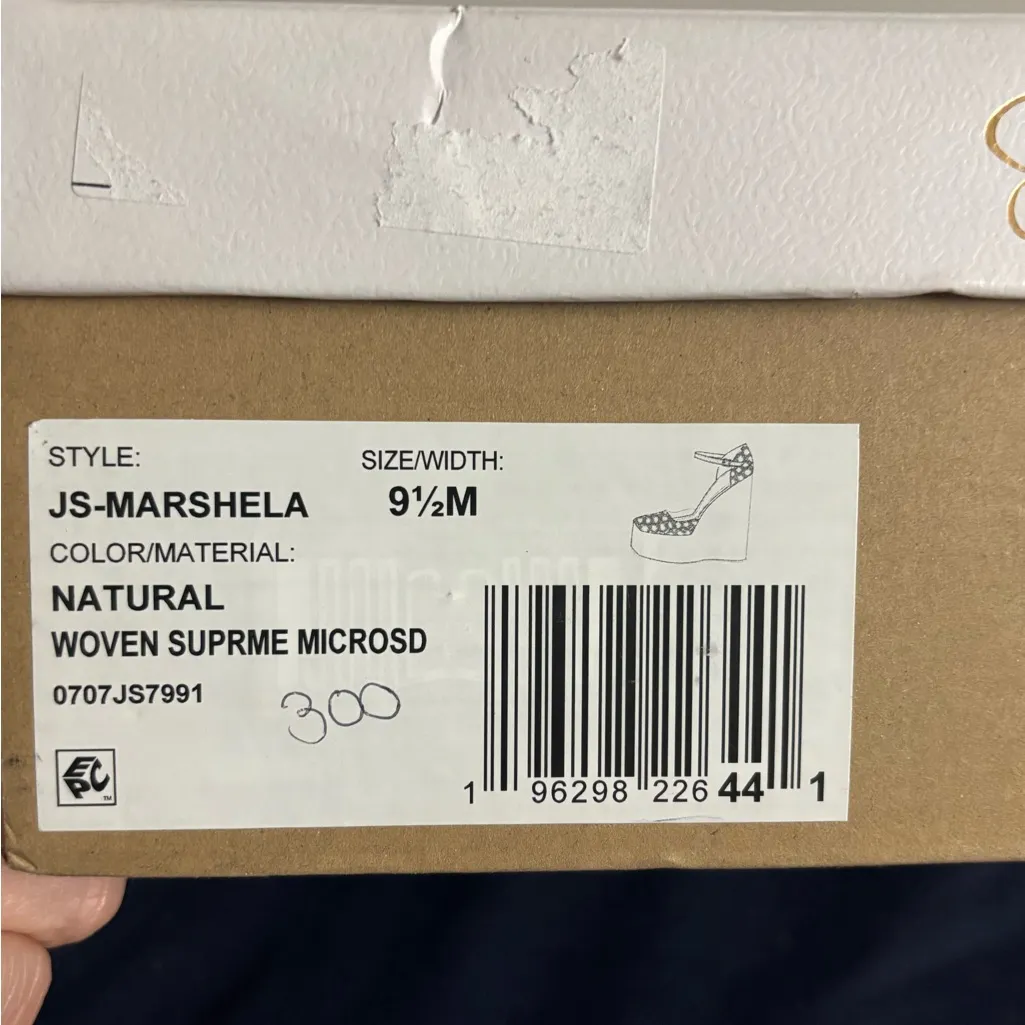 STYLE:
SIZE/WIDTH:
JS-MARSHELA
9½M
COLOR/MATERIAL:
NATURAL
WOVEN SUPRME MICROSD
0707JS7991
300
EPC
TM
1 96298 226 44 1